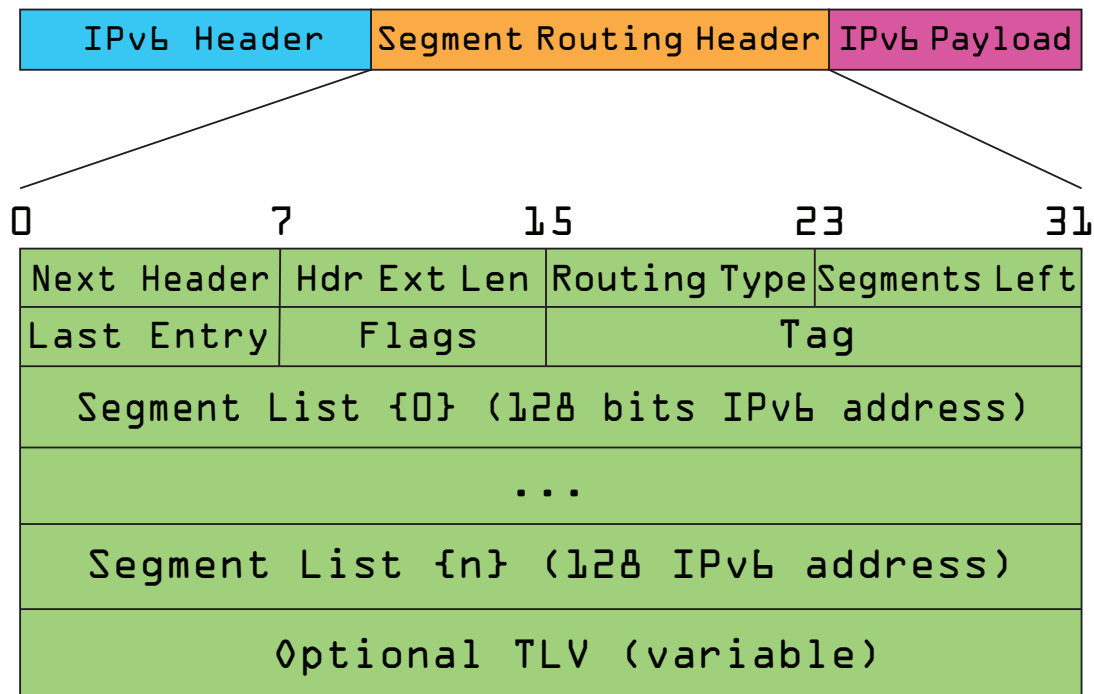 IPv6 Header Segment Routing Header IPv6 Payload
0 7 15 23 31
Next Header Hdr Ext Len Routing Type Segments Left
Last Entry Flags Tag
Segment List {0} (128 bits IPv6 address)
...
Segment List {n} (128 IPv6 address)
Optional TLV (variable)